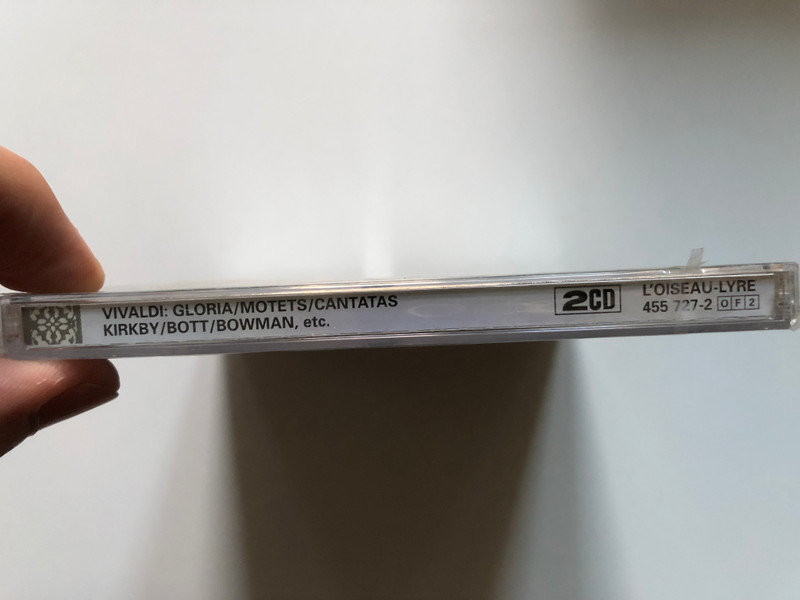 VIVALDI: GLORIA/MOTETS/CANTATAS
KIRKBY/BOTT/BOWMAN, etc.
2CD
L'OISEAU-LYRE
455 727-2 OF2